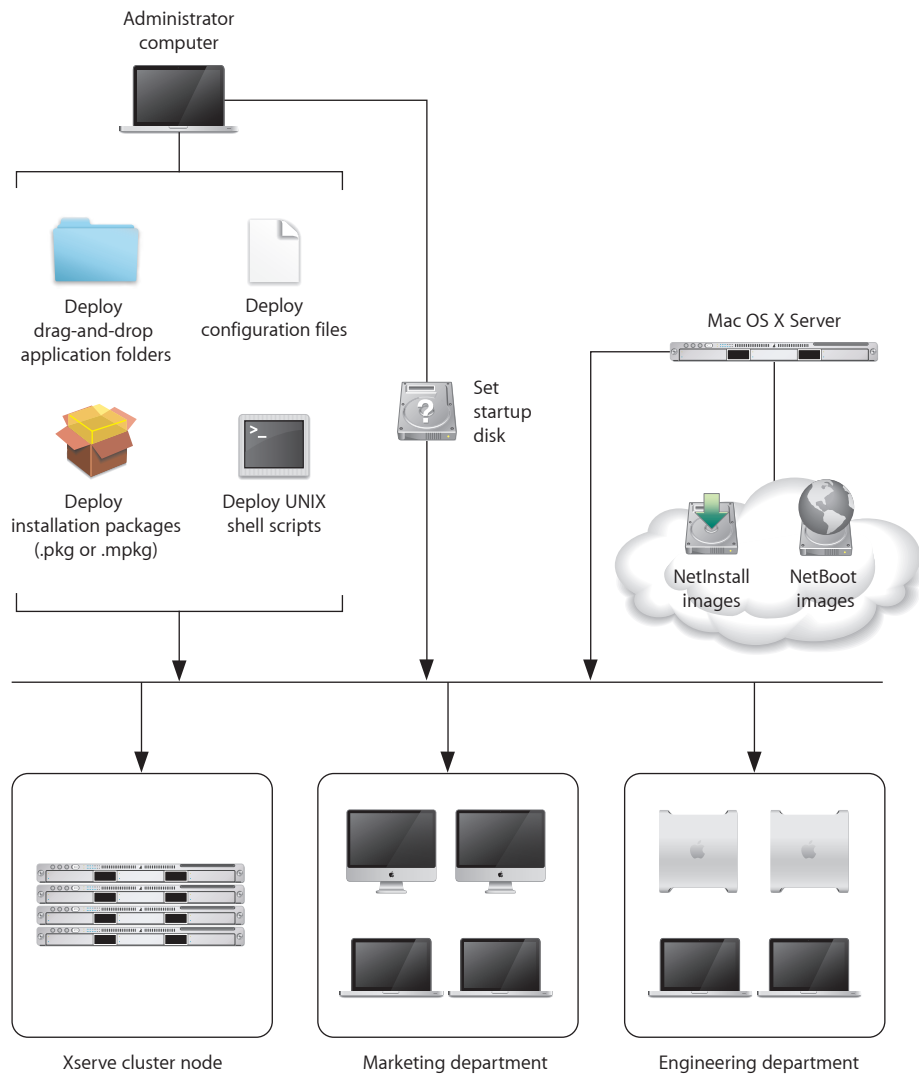 Administrator
computer
Deploy
drag-and-drop
application folders
Deploy
configuration files
Set
startup
disk
?
Mac OS X Server
Deploy
installation packages
(.pkg or .mpkg)
>_
Deploy UNIX
shell scripts
NetInstall
images
NetBoot
images
Xserve cluster node
Marketing department
Engineering department